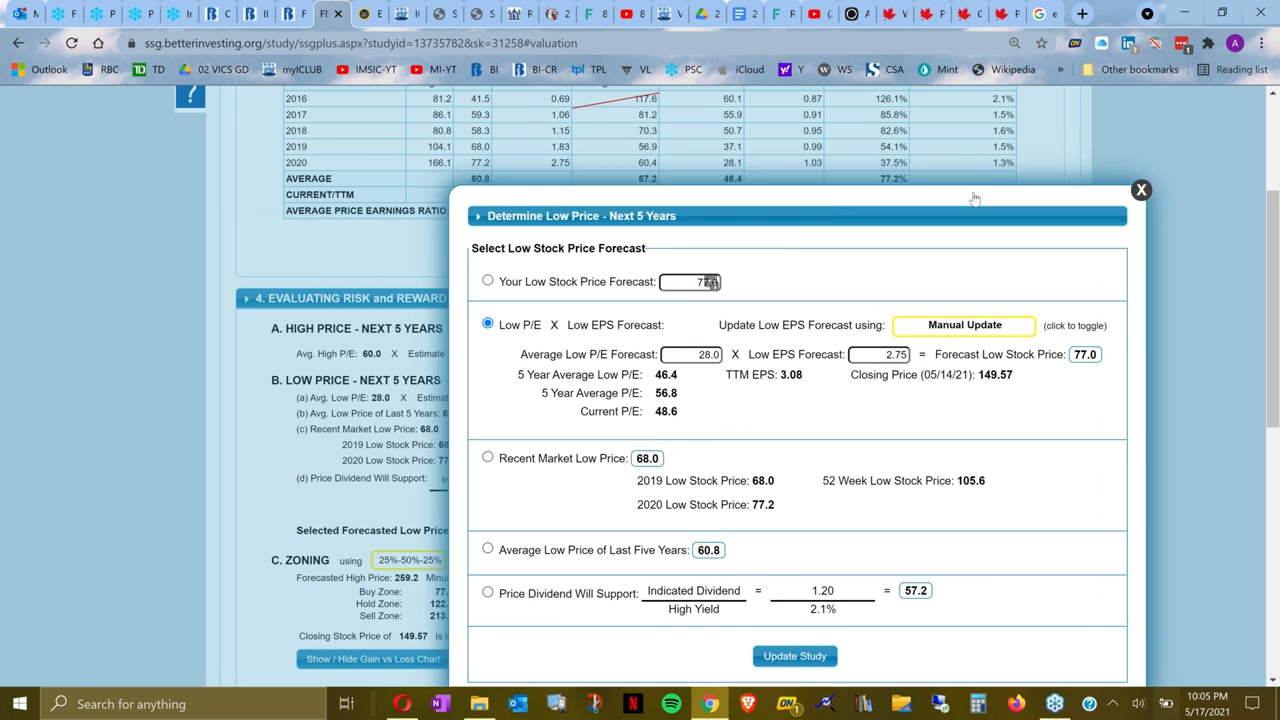 ssg.betterinvesting.org/study/ssgplus.aspx?studyid=13735782&sk=31258#valuation
Outlook RBC TD 02 VICS GD myICLUB IMSIC-YT MI-YT BI BI-CR TPL VL PSC iCloud Y WS CSA Mint Wikipedia Other bookmarks Reading list
2016 81.2 41.5 0.69 117.6 60.1 0.87 126.1% 2.1%
2017 86.1 59.3 1.06 81.2 55.9 0.91 85.8% 1.5%
2018 80.8 58.3 1.15 70.3 50.7 0.95 82.6% 1.6%
2019 104.1 68.0 1.83 56.9 37.1 0.99 54.1% 1.5%
2020 166.1 77.2 2.75 60.4 28.1 1.03 37.5% 1.3%
AVERAGE 60.8 67.2 46.4 77.2%
CURRENT/TTM
AVERAGE PRICE EARNINGS RATIO
X
Determine Low Price - Next 5 Years
Select Low Stock Price Forecast
Your Low Stock Price Forecast:
Low P/E X Low EPS Forecast: Update Low EPS Forecast using: Manual Update (click to toggle)
Average Low P/E Forecast: 28.0 X Low EPS Forecast: 2.75 = Forecast Low Stock Price: 77.0
5 Year Average Low P/E: 46.4 TTM EPS: 3.08 Closing Price (05/14/21): 149.57
5 Year Average P/E: 56.8
Current P/E: 48.6
Recent Market Low Price: 68.0
2019 Low Stock Price: 68.0 52 Week Low Stock Price: 105.6
2020 Low Stock Price: 77.2
Average Low Price of Last Five Years: 60.8
Price Dividend Will Support: Indicated Dividend = 1.20 = 57.2
High Yield 2.1%
Update Study
4. EVALUATING RISK and REWARD
A. HIGH PRICE - NEXT 5 YEARS
Avg. High P/E: 60.0 X Estimate
B. LOW PRICE - NEXT 5 YEARS
(a) Avg. Low P/E: 28.0 X Estimat
(b) Avg. Low Price of Last 5 Years: 6
(c) Recent Market Low Price: 68.0
2019 Low Stock Price: 68
2020 Low Stock Price: 77
(d) Price Dividend Will Support:
Selected Forecasted Low Price
C. ZONING using 25%-50%-25%
Forecasted High Price: 259.2 Minu
Buy Zone: 77.
Hold Zone: 122.
Sell Zone: 213.
Closing Stock Price of 149.57 is i
Show / Hide Gain vs Loss Chart
Search for anything
10:05 PM
5/17/2021